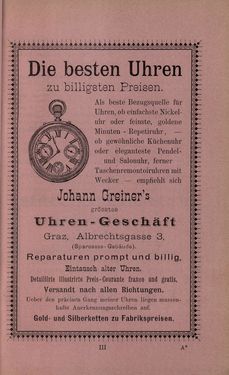 Die besten Uhren
zu billigsten Preisen.
Als beste Bezugsquelle für
Uhren, ob einfachste Nickel-
uhr oder feinste, goldene
Minuten - Repetiruhr, —
ob gewöhnliche Küchenuhr
oder eleganteste Pendel-
und Salonuhr, ferner
Taschenremontoiruhren mit
Wecker — empfiehlt sich
Johann Greiner's
grösstes
Uhren-Geschäft
Graz, Albrechtsgasse 3,
(Sparcasse-Gebäude).
Reparaturen prompt und billig,
Eintausch alter Uhren.
Detaillirte illustrirte Preis-Courante franco und gratis.
Versandt nach allen Richtungen.
Ueber den präcisen Gang meiner Uhren liegen massen-
hafte Anerkennungsschreiben auf.
Gold- und Silberketten zu Fabrikspreisen.
III A*